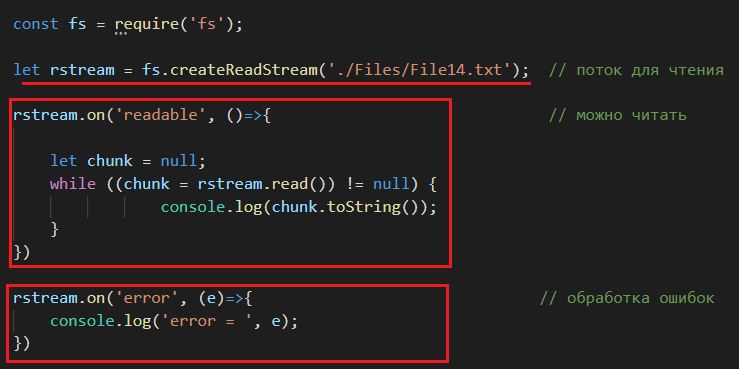 const fs = require('fs');
let rstream = fs.createReadStream('./Files/File14.txt'); // поток для чтения
rstream.on('readable', ()=>{ // можно читать
let chunk = null;
while ((chunk = rstream.read()) != null) {
console.log(chunk.toString());
}
})
rstream.on('error', (e)=>{ // обработка ошибок
console.log('error = ', e);
})